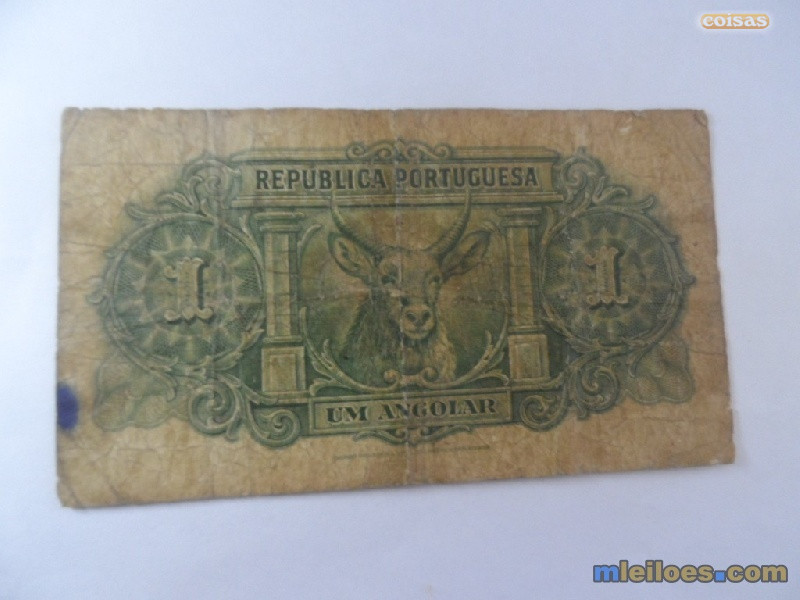 coisas
REPUBLICA PORTUGUESA
1 1
UM ANGOLAR
mleiloes.com